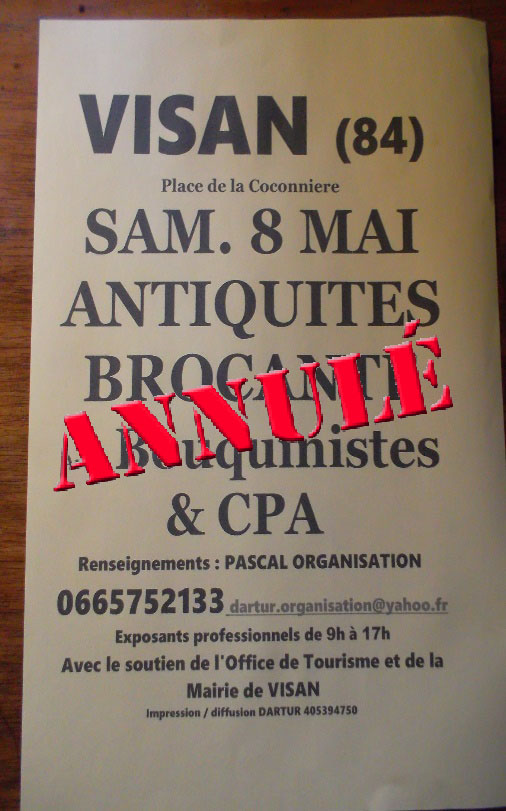 VISAN (84)
Place de la Coconniere
SAM. 8 MAI
ANTIQUITES
BROCANTE
ANNULÉ
Bouquinistes
& CPA
Renseignements : PASCAL ORGANISATION
0665752133 dartur.organisation@yahoo.fr
Exposants professionnels de 9h à 17h
Avec le soutien de l'Office de Tourisme et de la
Mairie de VISAN
Impression / diffusion DARTUR 405394750